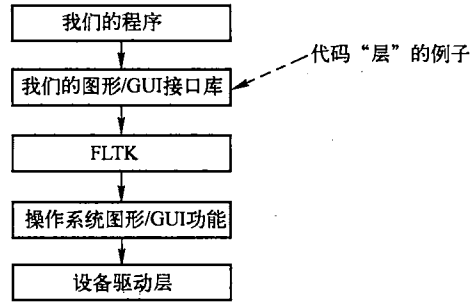 我们的程序
代码“层”的例子
我们的图形/GUI接口库
FLTK
操作系统图形/GUI功能
设备驱动层